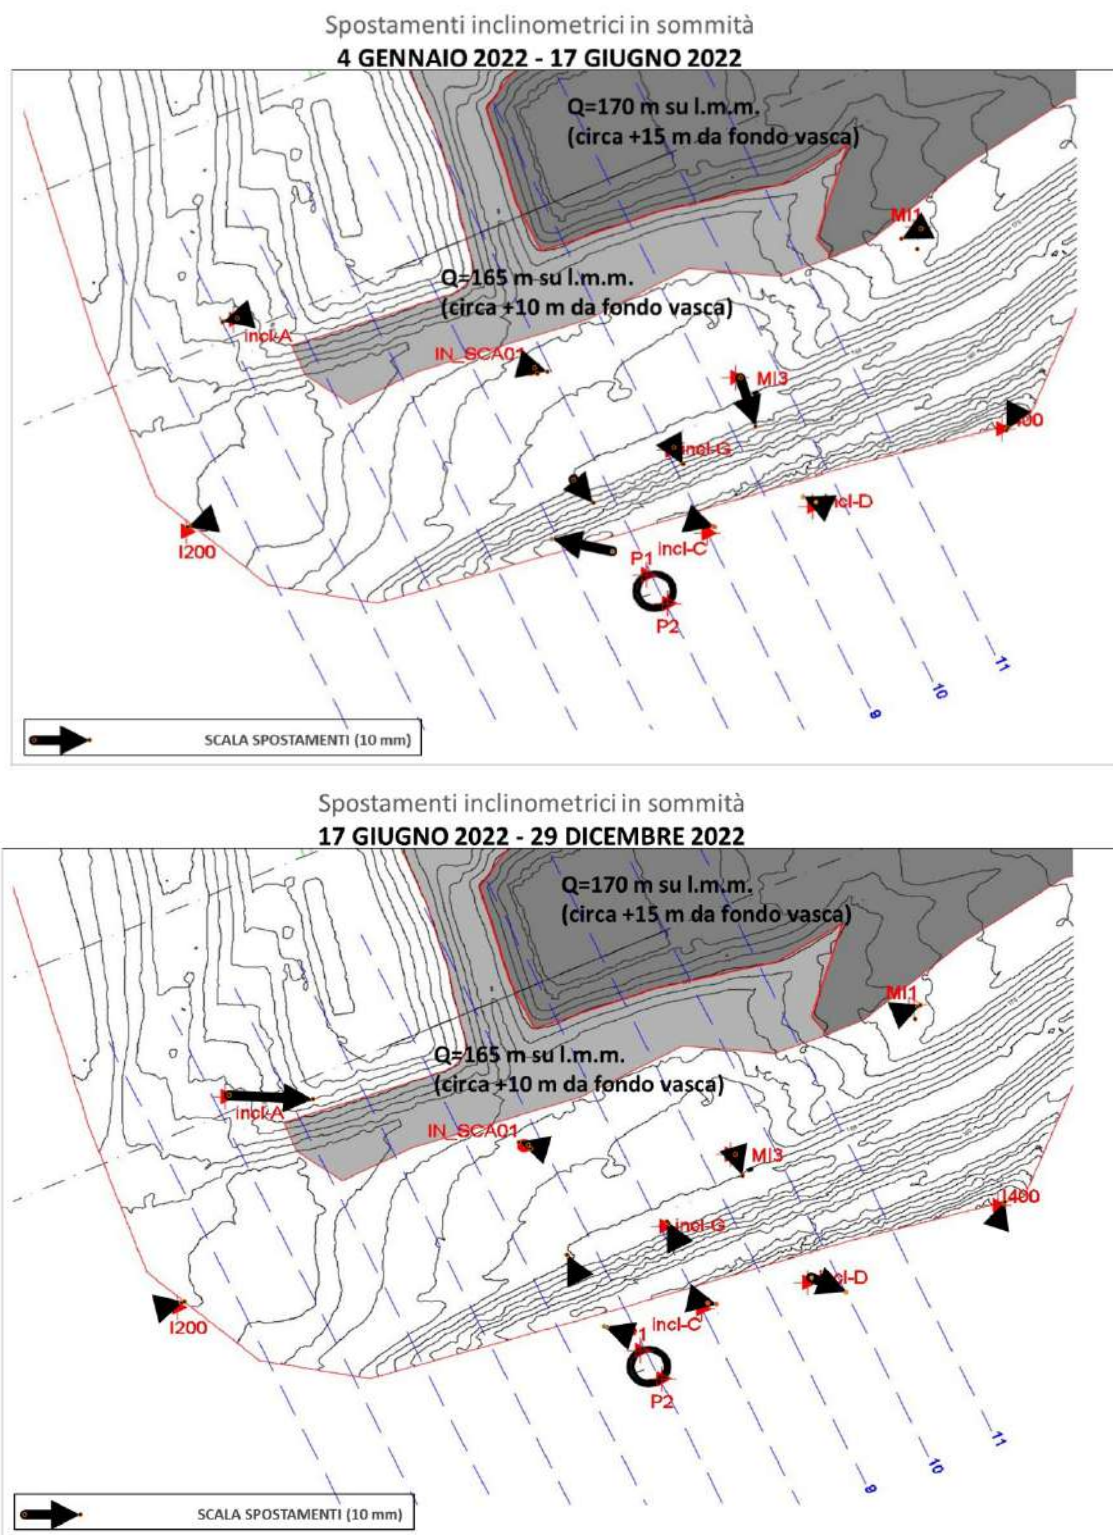 Spostamenti inclinometrici in sommità
4 GENNAIO 2022 - 17 GIUGNO 2022
Q=170 m su l.m.m.
(circa +15 m da fondo vasca)
MI1
Q=165 m su l.m.m.
(circa +10 m da fondo vasca)
incl-A
IN_SCA01
MI3
incl-G
incl-D
I200
incl-C
P1
P2
11
10
9
SCALA SPOSTAMENTI (10 mm)
Spostamenti inclinometrici in sommità
17 GIUGNO 2022 - 29 DICEMBRE 2022
Q=170 m su l.m.m.
(circa +15 m da fondo vasca)
MI1
Q=165 m su l.m.m.
(circa +10 m da fondo vasca)
incl-A
IN_SCA01
MI3
I400
incl-G
incl-D
I200
incl-C
P2
11
10
9
SCALA SPOSTAMENTI (10 mm)